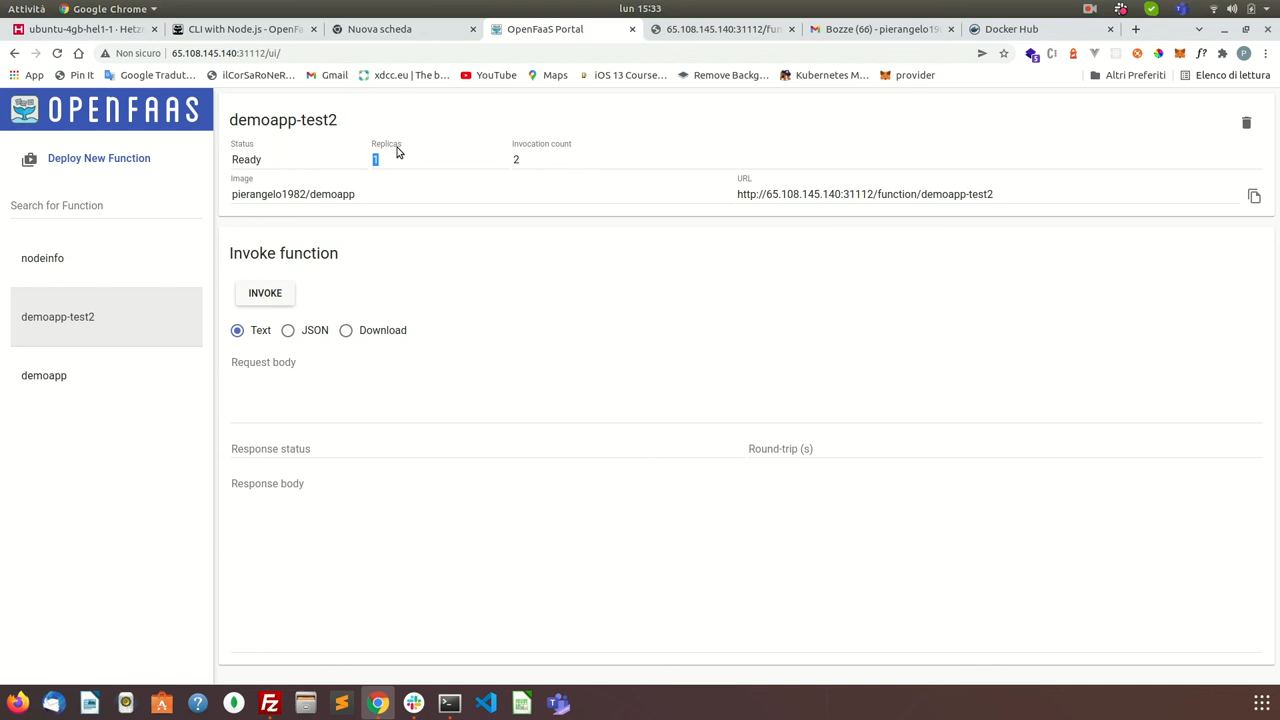 Attività
Google Chrome
lun 15:33
ubuntu-4gb-hel1-1 - Hetz
CLI with Node.js - OpenFa
Nuova scheda
OpenFaaS Portal
65.108.145.140:31112/fun
Bozze (66) - pierangelo19
Docker Hub
Non sicuro
65.108.145.140:31112/ui/
App
Pin It
Google Tradut...
ilCorSaRoNeR...
Gmail
xdcc.eu | The b...
YouTube
Maps
iOS 13 Course...
Remove Backg...
Kubernetes M...
provider
Altri Preferiti
Elenco di lettura
OPENFAAS
Deploy New Function
Search for Function
nodeinfo
demoapp-test2
demoapp
demoapp-test2
Status
Replicas
Invocation count
Ready
1
2
Image
URL
pierangelo1982/demoapp
http://65.108.145.140:31112/function/demoapp-test2
Invoke function
INVOKE
Text
JSON
Download
Request body
Response status
Round-trip (s)
Response body